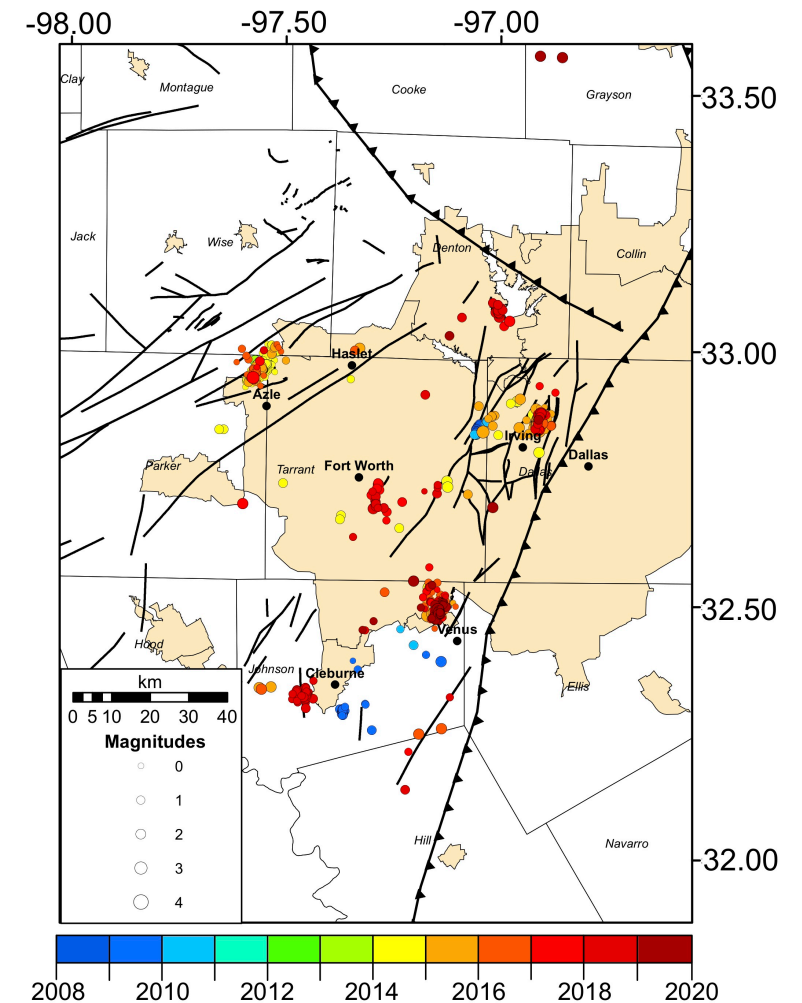 -98.00 -97.50 -97.00
Clay
Montague
Cooke
Grayson
33.50
Jack
Wise
Denton
Collin
33.00
Haslet
Azle
Irving
Dallas
Parker
Tarrant
Fort Worth
Dallas
32.50
Venus
Hood
Johnson
Cleburne
Ellis
km
0 5 10 20 30 40
Magnitudes
0
1
2
3
4
Hill
Navarro
32.00
2008 2010 2012 2014 2016 2018 2020